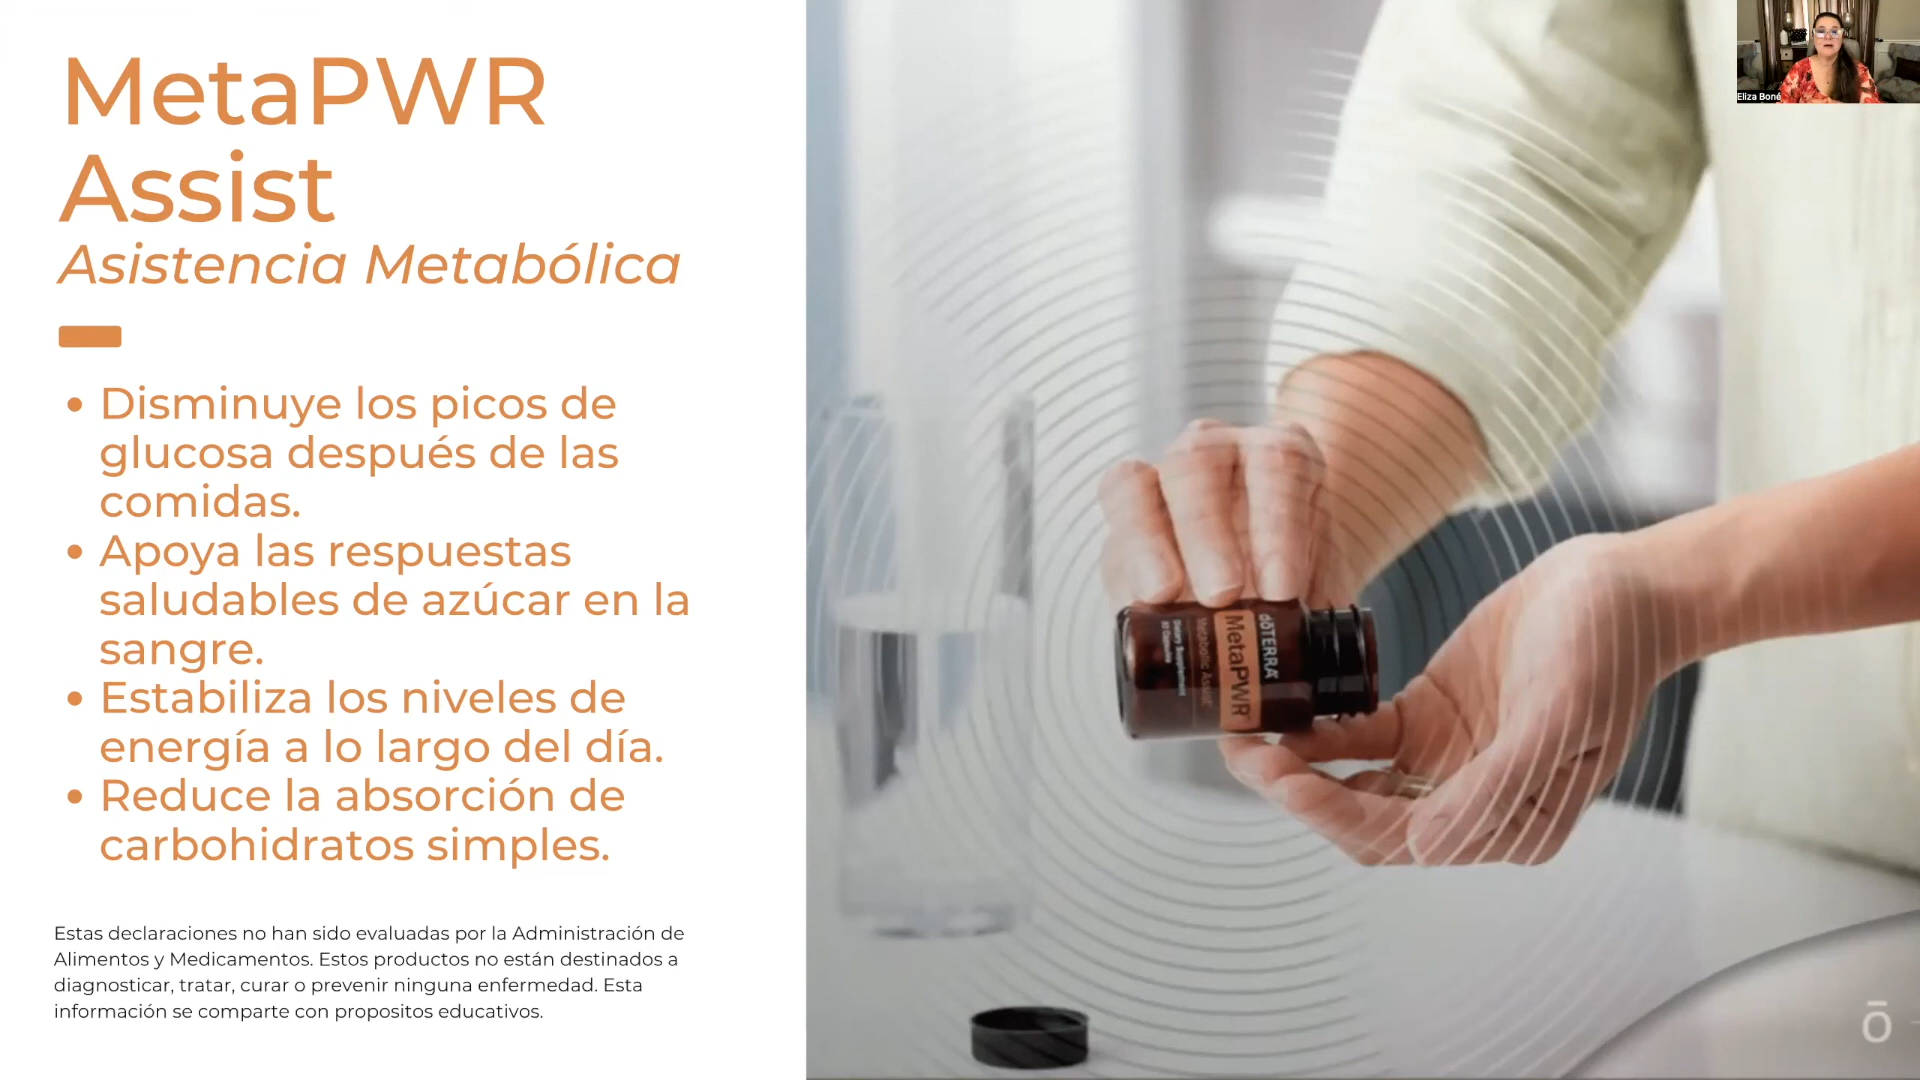 MetaPWR
Assist
Asistencia Metabólica
• Disminuye los picos de
glucosa después de las
comidas.
• Apoya las respuestas
saludables de azúcar en la
sangre.
• Estabiliza los niveles de
energía a lo largo del día.
• Reduce la absorción de
carbohidratos simples.
Estas declaraciones no han sido evaluadas por la Administración de
Alimentos y Medicamentos. Estos productos no están destinados a
diagnosticar, tratar, curar o prevenir ninguna enfermedad. Esta
información se comparte con propositos educativos.
Eliza Boné
dōTERRA
MetaPWR
Metabolic Assist
Dietary Supplement
ō